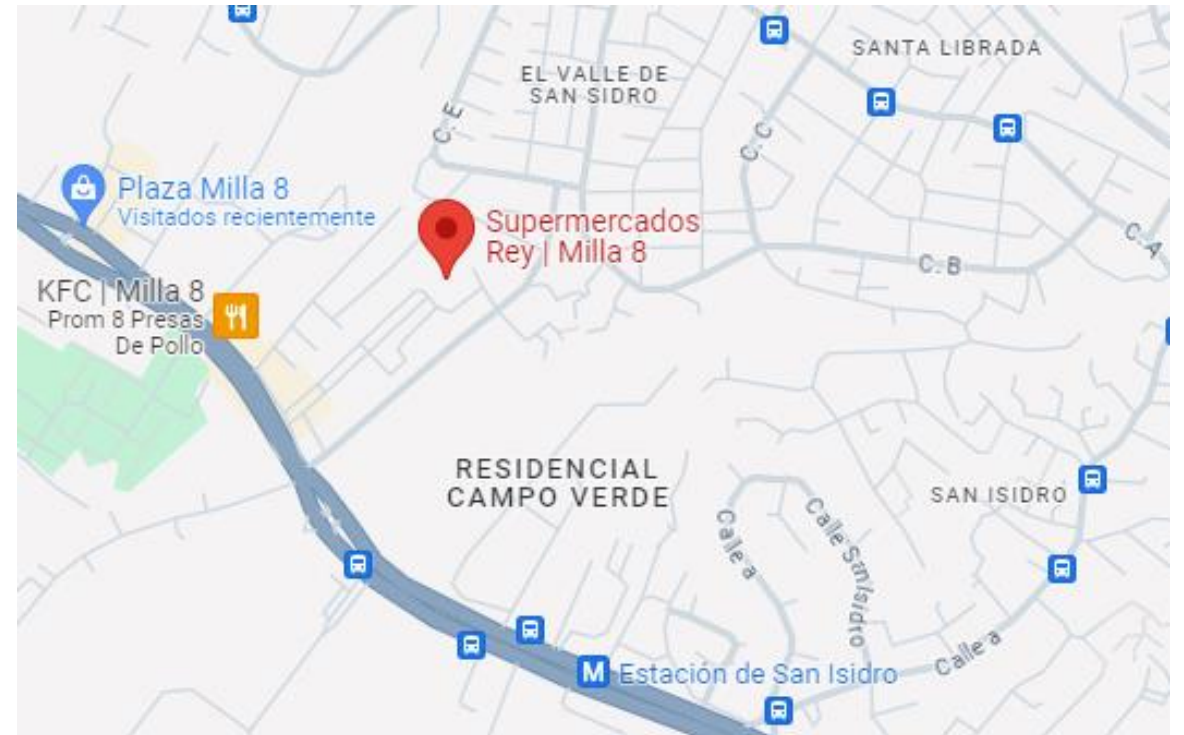 SANTA LIBRADA
EL VALLE DE
SAN SIDRO
C. E
C. C
Plaza Milla 8
Visitados recientemente
Supermercados
Rey | Milla 8
C. A
C. B
KFC | Milla 8
Prom 8 Presas
De Pollo
RESIDENCIAL
CAMPO VERDE
SAN ISIDRO
Calle a
Calle San Isidro
M Estación de San Isidro
Calle a